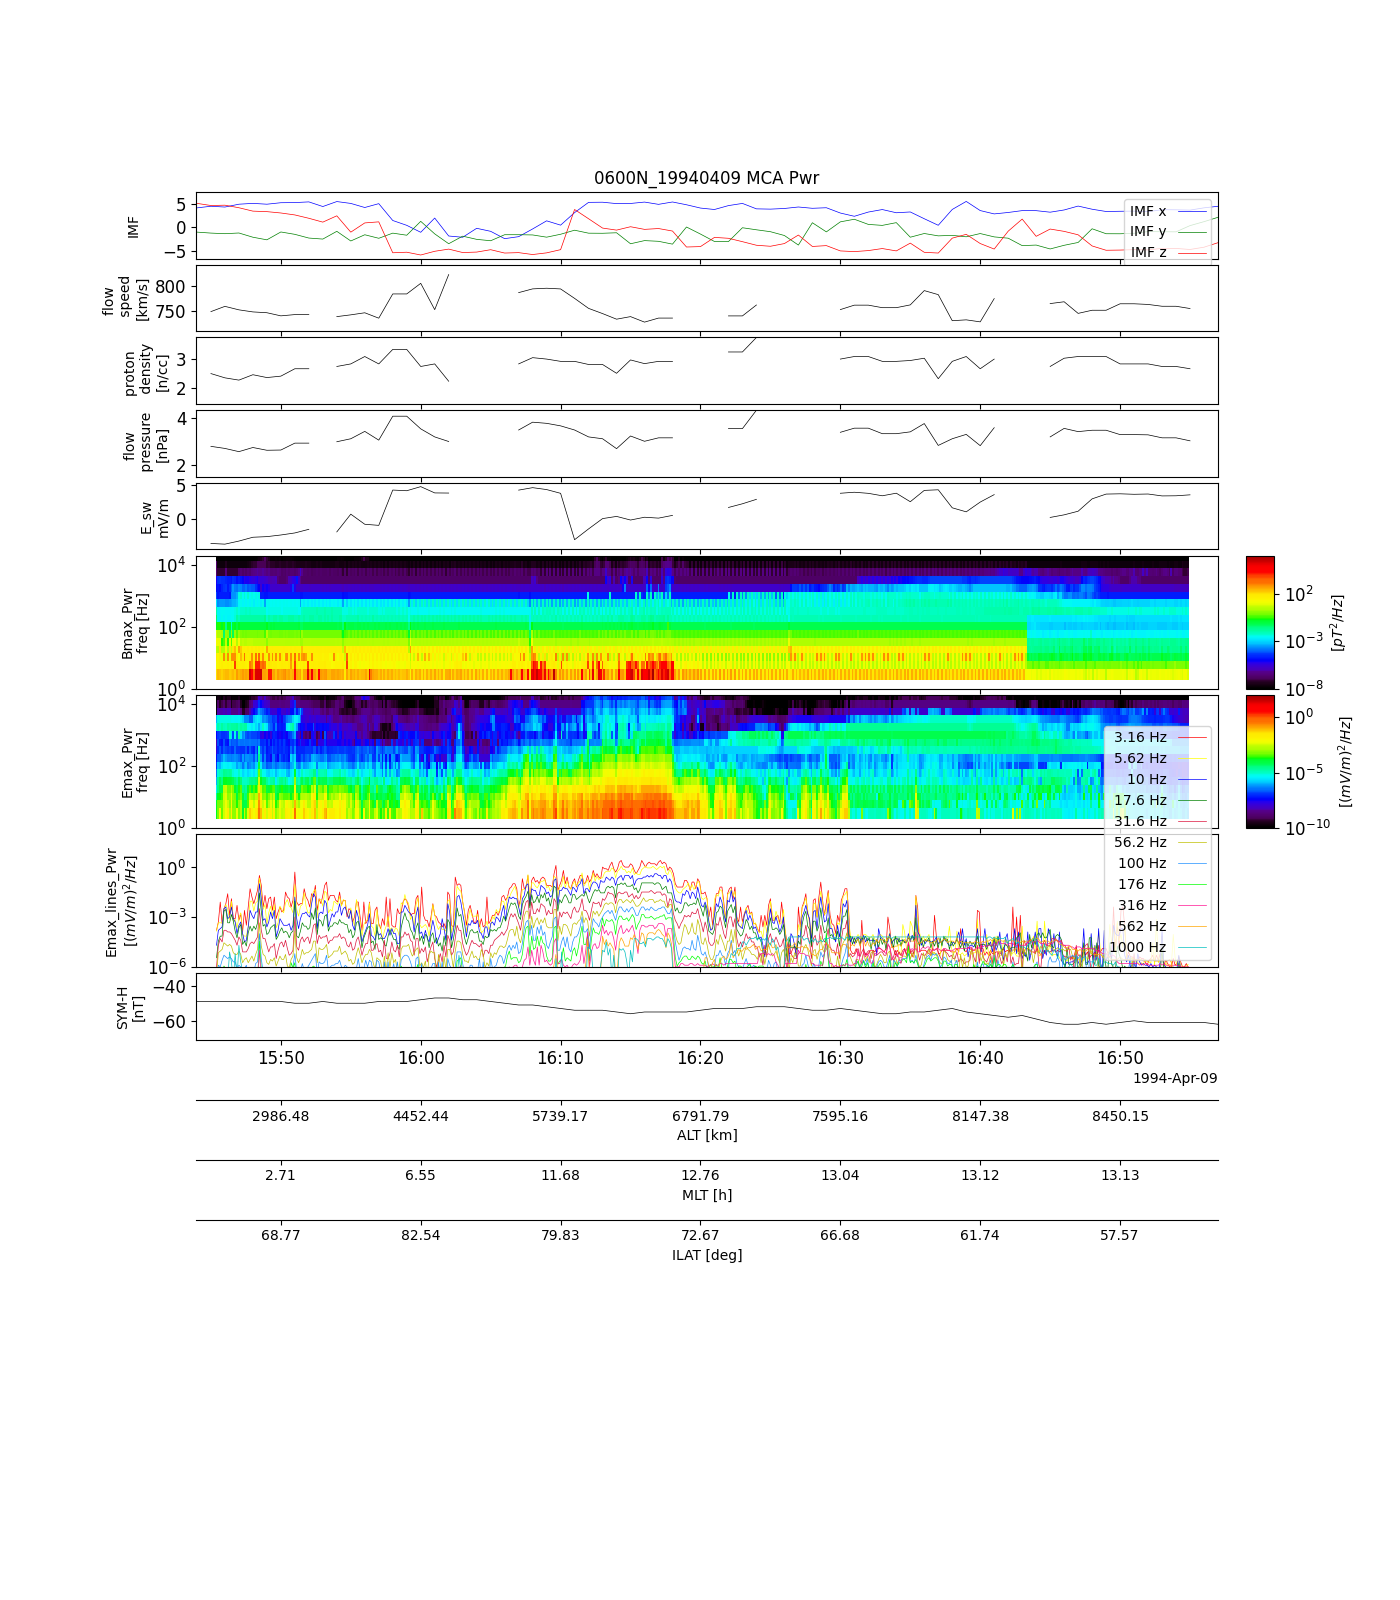 0600N_19940409 MCA Pwr
5
0
−5
IMF
IMF x
IMF y
IMF z
800
750
flow
speed
[km/s]
3
2
proton
density
[n/cc]
4
2
flow
pressure
[nPa]
5
0
E_sw
mV/m
10^4
10^2
10^0
Bmax_Pwr
freq [Hz]
10^2
10^−3
10^−8
[pT^2/Hz]
10^4
10^2
10^0
Emax_Pwr
freq [Hz]
10^0
10^−5
10^−10
[(mV/m)^2/Hz]
3.16 Hz
5.62 Hz
10 Hz
17.6 Hz
31.6 Hz
56.2 Hz
100 Hz
176 Hz
316 Hz
562 Hz
1000 Hz
10^0
10^−3
10^−6
Emax_lines_Pwr
[(mV/m)^2/Hz]
−40
−60
SYM-H
[nT]
15:50 16:00 16:10 16:20 16:30 16:40 16:50
1994-Apr-09
2986.48 4452.44 5739.17 6791.79 7595.16 8147.38 8450.15
ALT [km]
2.71 6.55 11.68 12.76 13.04 13.12 13.13
MLT [h]
68.77 82.54 79.83 72.67 66.68 61.74 57.57
ILAT [deg]